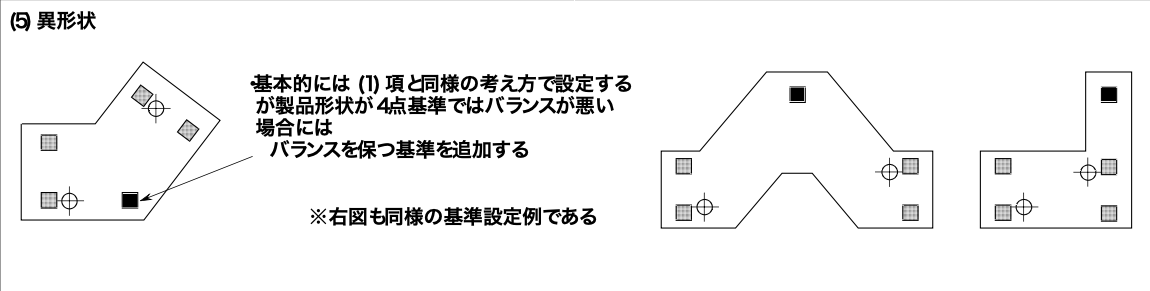 (5) 異形状
・基本的には (1) 項と同様の考え方で設定する
が製品形状が4点基準ではバランスが悪い
場合には
バランスを保つ基準を追加する
※右図も同様の基準設定例である